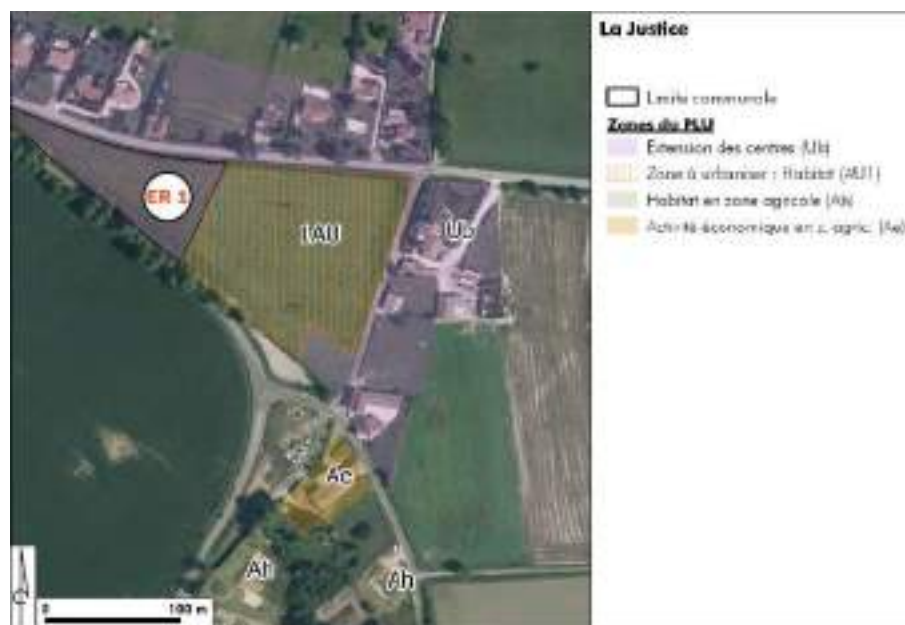 La Justice
Limite communale
Zones du PLU
Extension des centres (Ub)
Zone à urbaniser : Habitat (AU1)
Habitat en zone agricole (Ah)
Activité économique en z. agric. (Ae)
ER 1
1AU
Ub
Ae
Ah
Ah
0 100 m